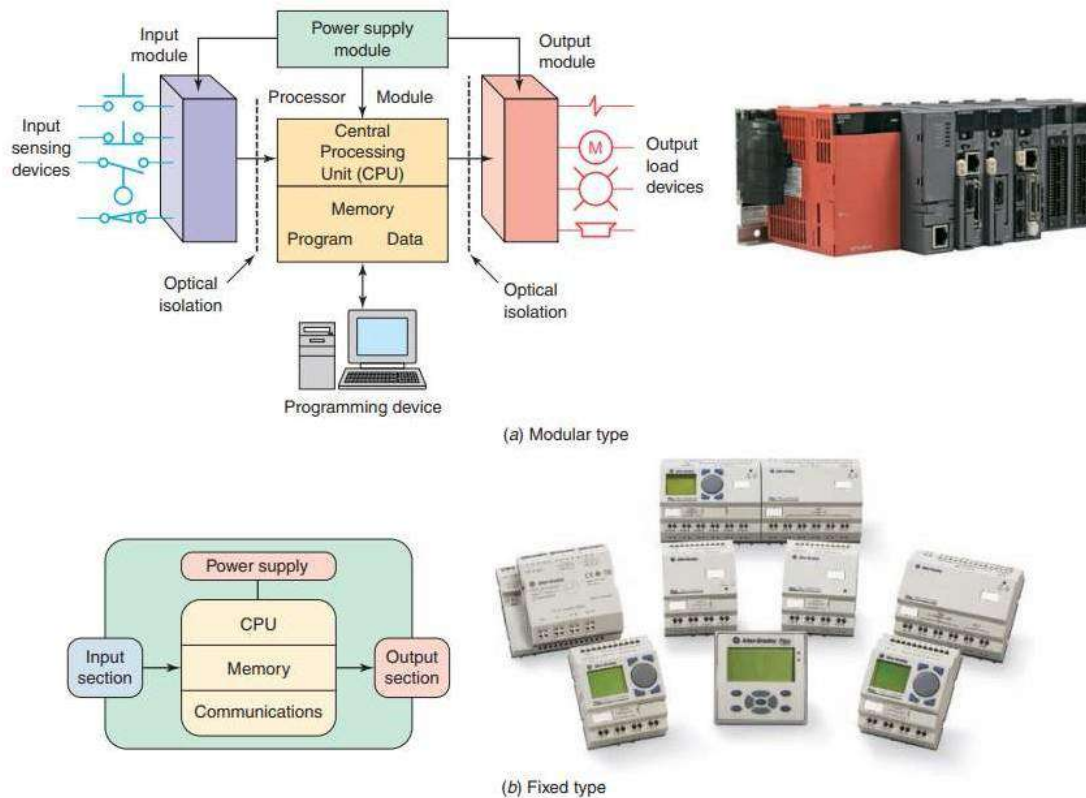 Input
module
Power supply
module
Output
module
Processor Module
Input
sensing
devices
Central
Processing
Unit (CPU)
Memory
Program Data
M
Output
load
devices
Optical
isolation
Optical
isolation
Programming device
(a) Modular type
Power supply
CPU
Input
section
Memory
Output
section
Communications
Allen-Bradley
(b) Fixed type